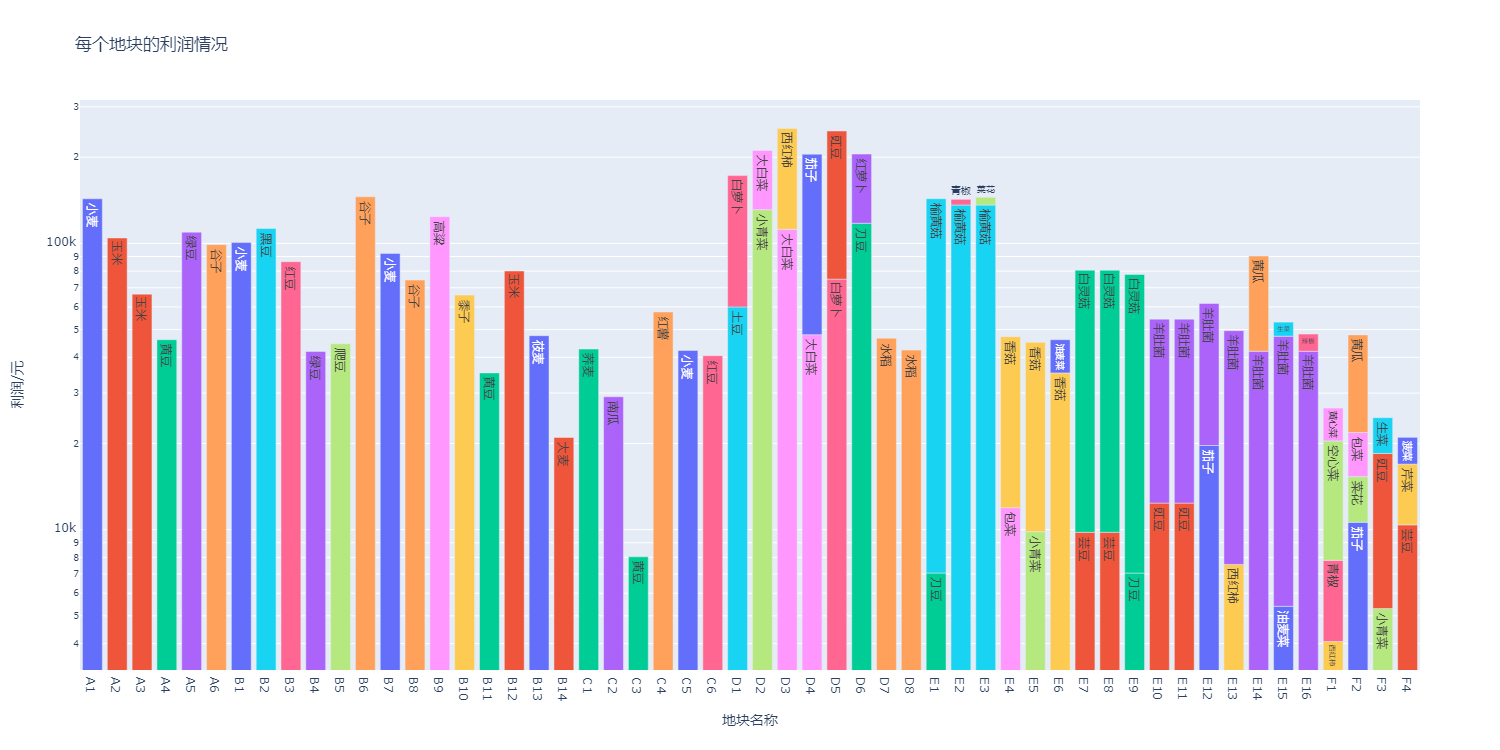 每个地块的利润情况
3
2
100k
9
8
7
6
5
4
3
2
10k
9
8
7
6
5
4
利润/元
小麦
玉米
玉米
黄豆
绿豆
谷子
小麦
黑豆
红豆
绿豆
爬豆
谷子
小麦
谷子
高粱
黍子
黄豆
玉米
莜麦
大麦
荞麦
南瓜
黄豆
红薯
小麦
红豆
白萝卜
土豆
大白菜
小青菜
西红柿
大白菜
茄子
大白菜
豇豆
白萝卜
红萝卜
刀豆
水稻
水稻
榆黄菇
刀豆
青椒
榆黄菇
菜花
榆黄菇
香菇
包菜
香菇
小青菜
油麦菜
香菇
白灵菇
芸豆
白灵菇
芸豆
白灵菇
刀豆
羊肚菌
豇豆
羊肚菌
豇豆
羊肚菌
茄子
羊肚菌
西红柿
黄瓜
羊肚菌
生菜
羊肚菌
油麦菜
羊肚菌
黄心菜
空心菜
青椒
西红柿
黄瓜
包菜
菜花
茄子
生菜
豇豆
小青菜
菠菜
芹菜
芸豆
A1 A2 A3 A4 A5 A6 B1 B2 B3 B4 B5 B6 B7 B8 B9 B10 B11 B12 B13 B14 C1 C2 C3 C4 C5 C6 D1 D2 D3 D4 D5 D6 D7 D8 E1 E2 E3 E4 E5 E6 E7 E8 E9 E10 E11 E12 E13 E14 E15 E16 F1 F2 F3 F4
地块名称